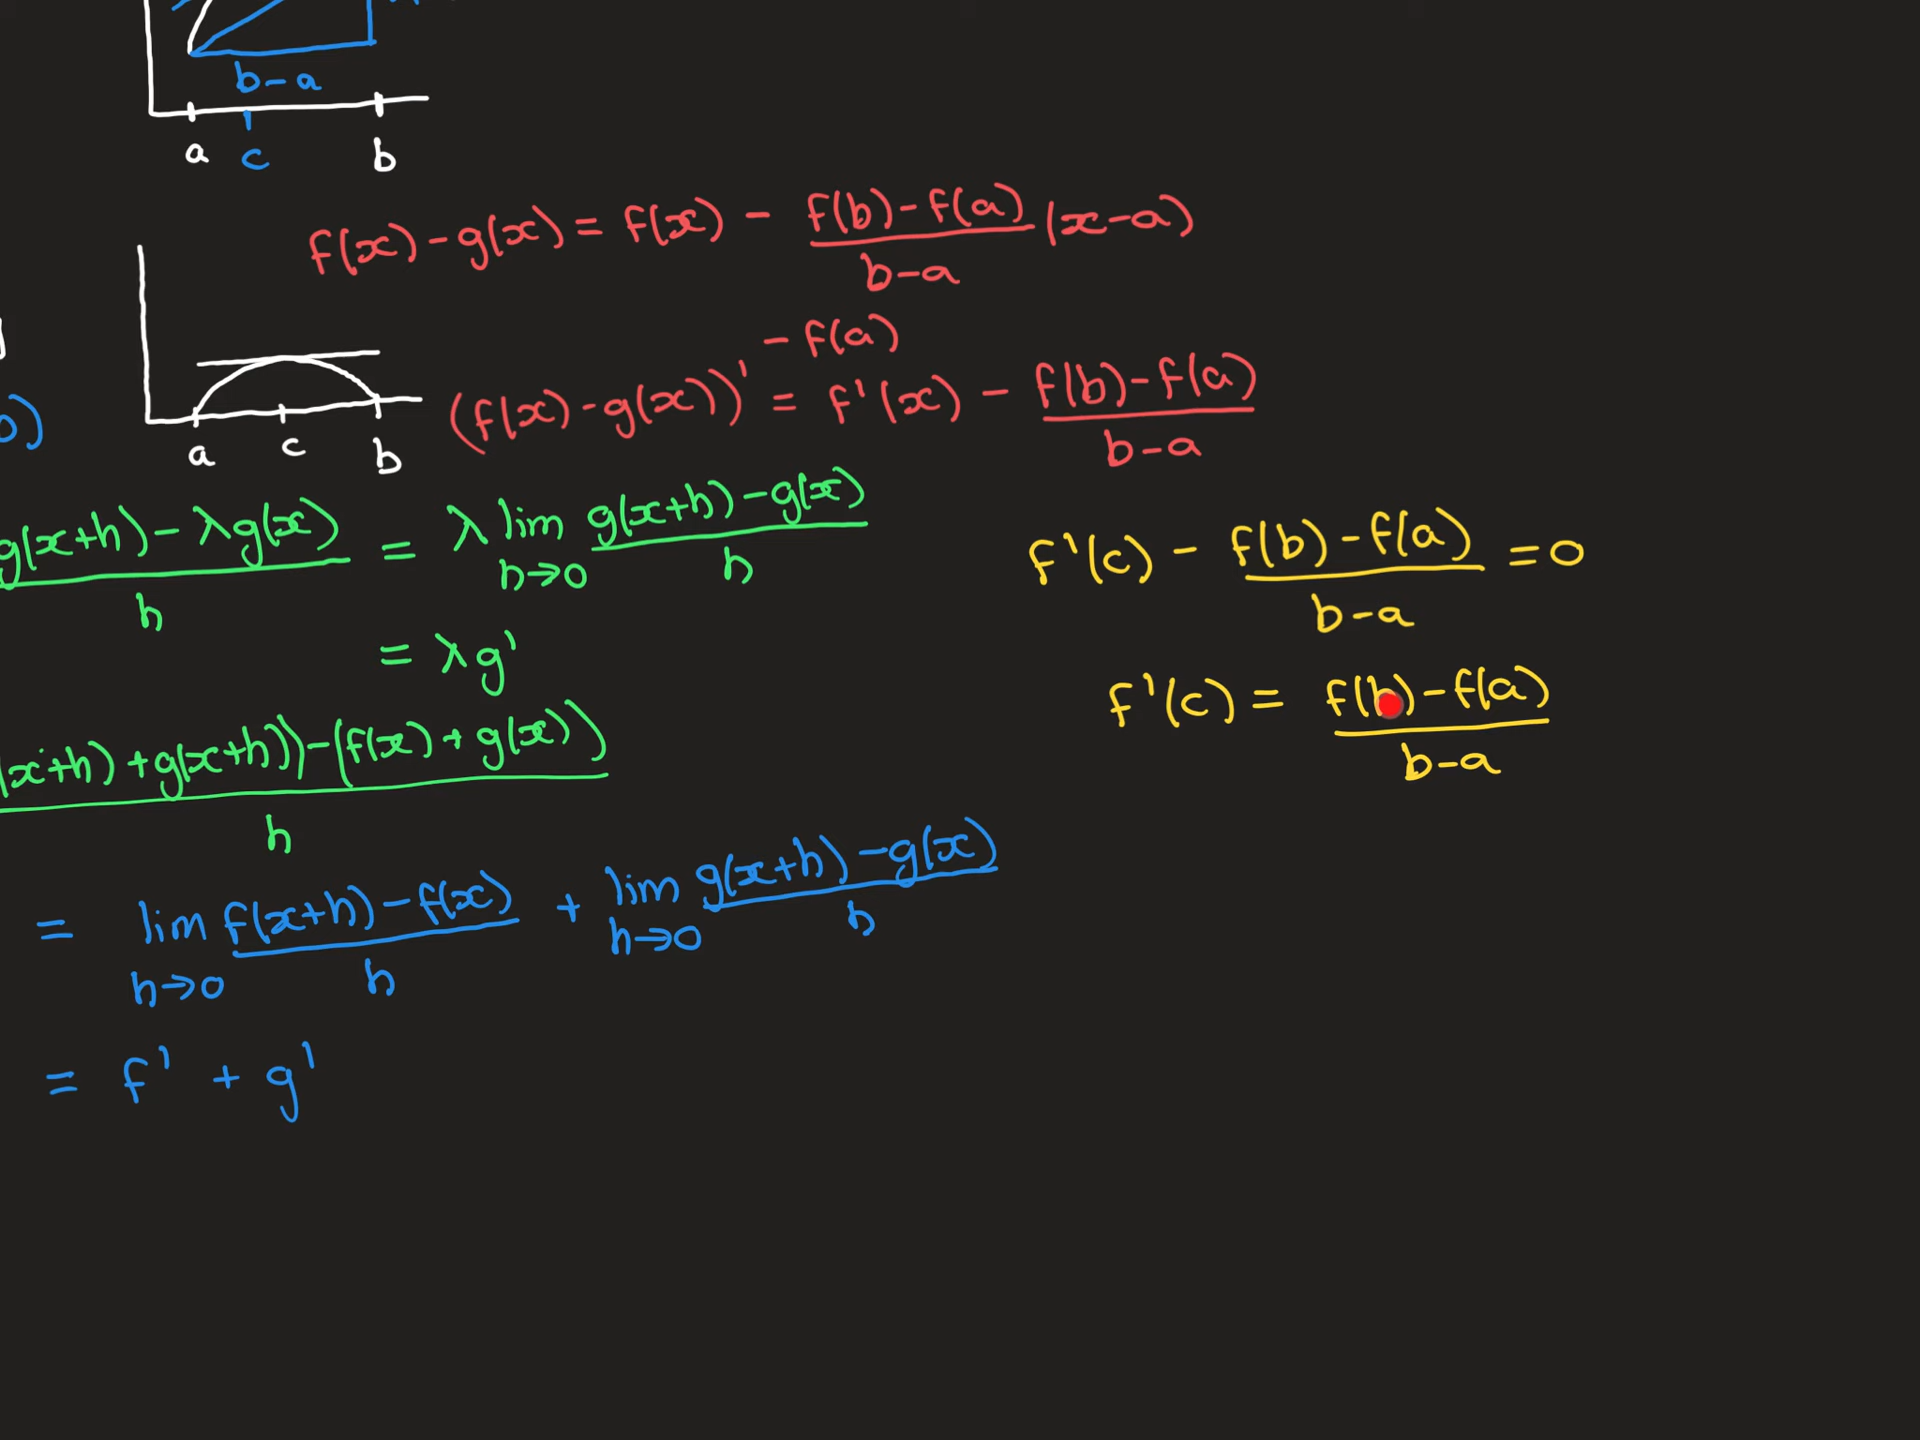 b-a
a c b
f(x)-g(x) = f(x) - f(b)-f(a)/b-a (x-a)
- f(a)
(f(x)-g(x))' = f'(x) - f(b)-f(a)/b-a
a c b
g(x+h)-λg(x)/h = λ lim h→0 g(x+h)-g(x)/h
= λg'
f'(c) - f(b)-f(a)/b-a = 0
f'(c) = f(b)-f(a)/b-a
(x+h)+g(x+h))-(f(x)+g(x))/h
= lim h→0 f(x+h)-f(x)/h + lim h→0 g(x+h)-g(x)/h
= f' + g'